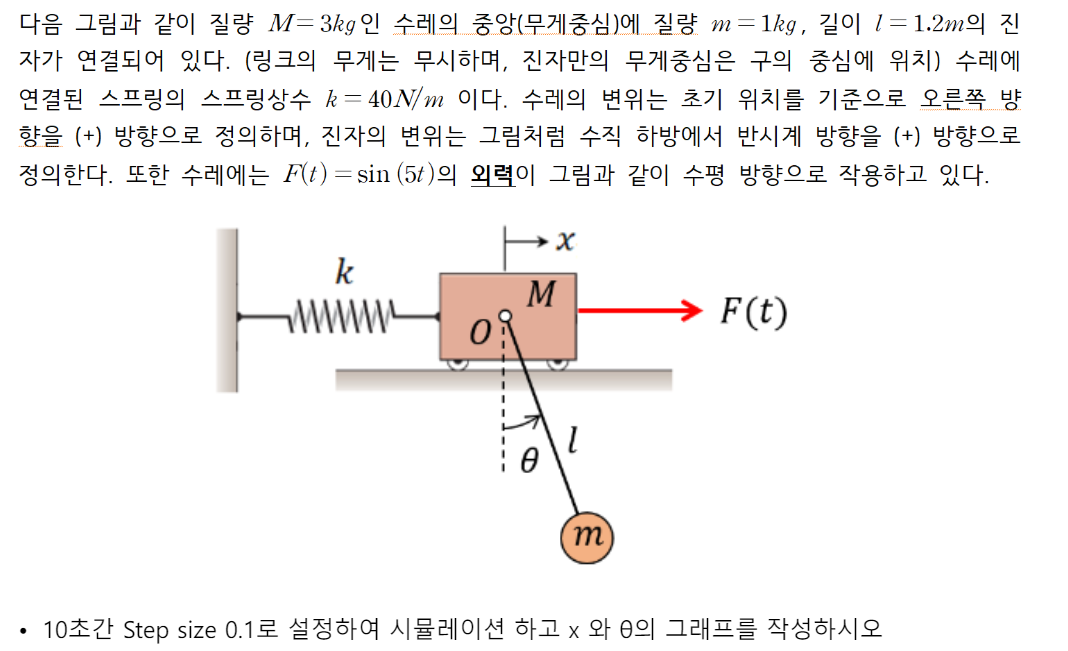 다음 그림과 같이 질량 M=3kg인 수레의 중앙(무게중심)에 질량 m=1kg, 길이 l=1.2m의 진
자가 연결되어 있다. (링크의 무게는 무시하며, 진자만의 무게중심은 구의 중심에 위치) 수레에
연결된 스프링의 스프링상수 k=40N/m 이다. 수레의 변위는 초기 위치를 기준으로 오른쪽 방
향을 (+) 방향으로 정의하며, 진자의 변위는 그림처럼 수직 하방에서 반시계 방향을 (+) 방향으로
정의한다. 또한 수레에는 F(t)=sin(5t)의 외력이 그림과 같이 수평 방향으로 작용하고 있다.
x
k
M
F(t)
O
l
θ
m
• 10초간 Step size 0.1로 설정하여 시뮬레이션 하고 x 와 θ의 그래프를 작성하시오